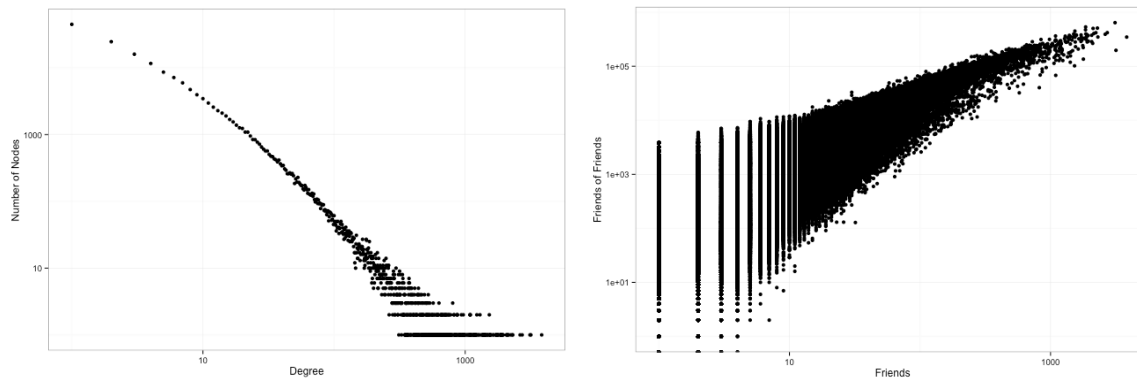 Number of Nodes
1000
10
10
1000
Degree
Friends of Friends
1e+05
1e+03
1e+01
10
1000
Friends